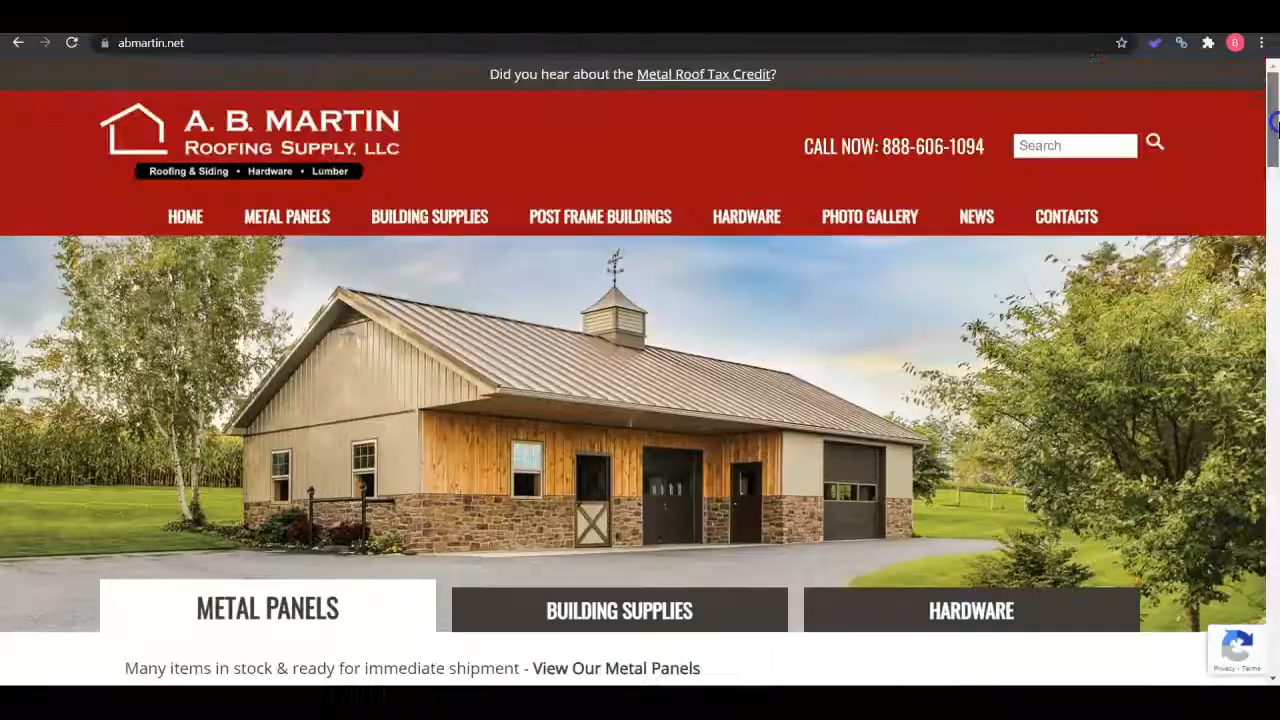 abmartin.net
B
Did you hear about the Metal Roof Tax Credit?
A. B. MARTIN
ROOFING SUPPLY, LLC
Roofing & Siding • Hardware • Lumber
CALL NOW: 888-606-1094
Search
HOME METAL PANELS BUILDING SUPPLIES POST FRAME BUILDINGS HARDWARE PHOTO GALLERY NEWS CONTACTS
METAL PANELS BUILDING SUPPLIES HARDWARE
Many items in stock & ready for immediate shipment - View Our Metal Panels
Privacy - Terms